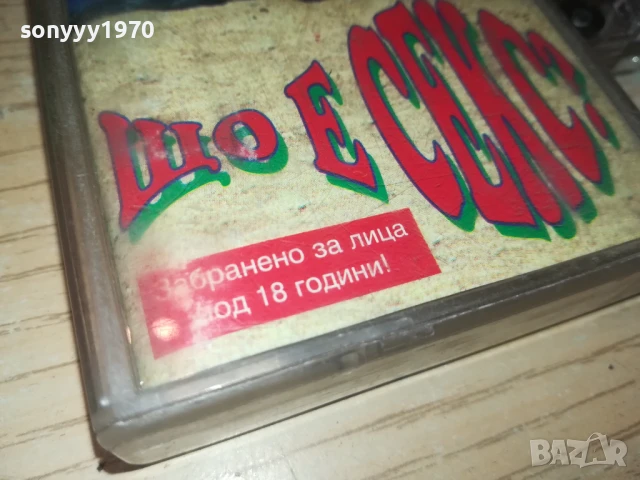 sonyyy1970
ЩО Е СЕКС?
Забранено за лица
под 18 години!
BAZAR